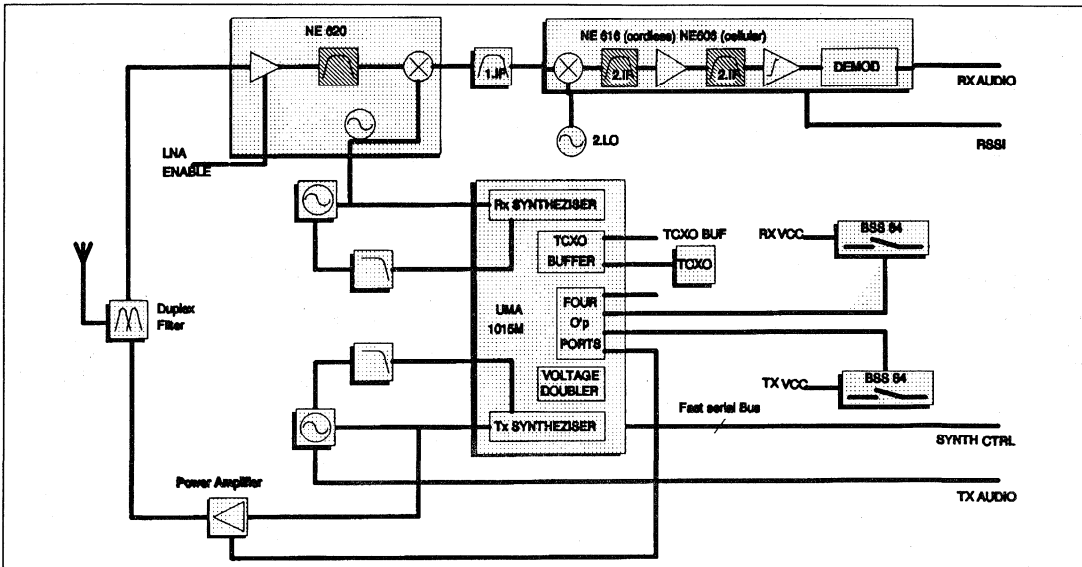 NE 620
NE 616 (cordless) NE606 (cellular)
1.IF
2.IF
2.IF
DEMOD
RX AUDIO
2.LO
RSSI
LNA
ENABLE
Rx SYNTHEZISER
TCXO
BUFFER
TCXO BUF
TCXO
RX VCC
BSS 64
UMA
1015M
FOUR
O'p
PORTS
Duplex
Filter
VOLTAGE
DOUBLER
TX VCC
BSS 64
Fast serial Bus
Tx SYNTHEZISER
SYNTH CTRL
Power Amplifier
TX AUDIO